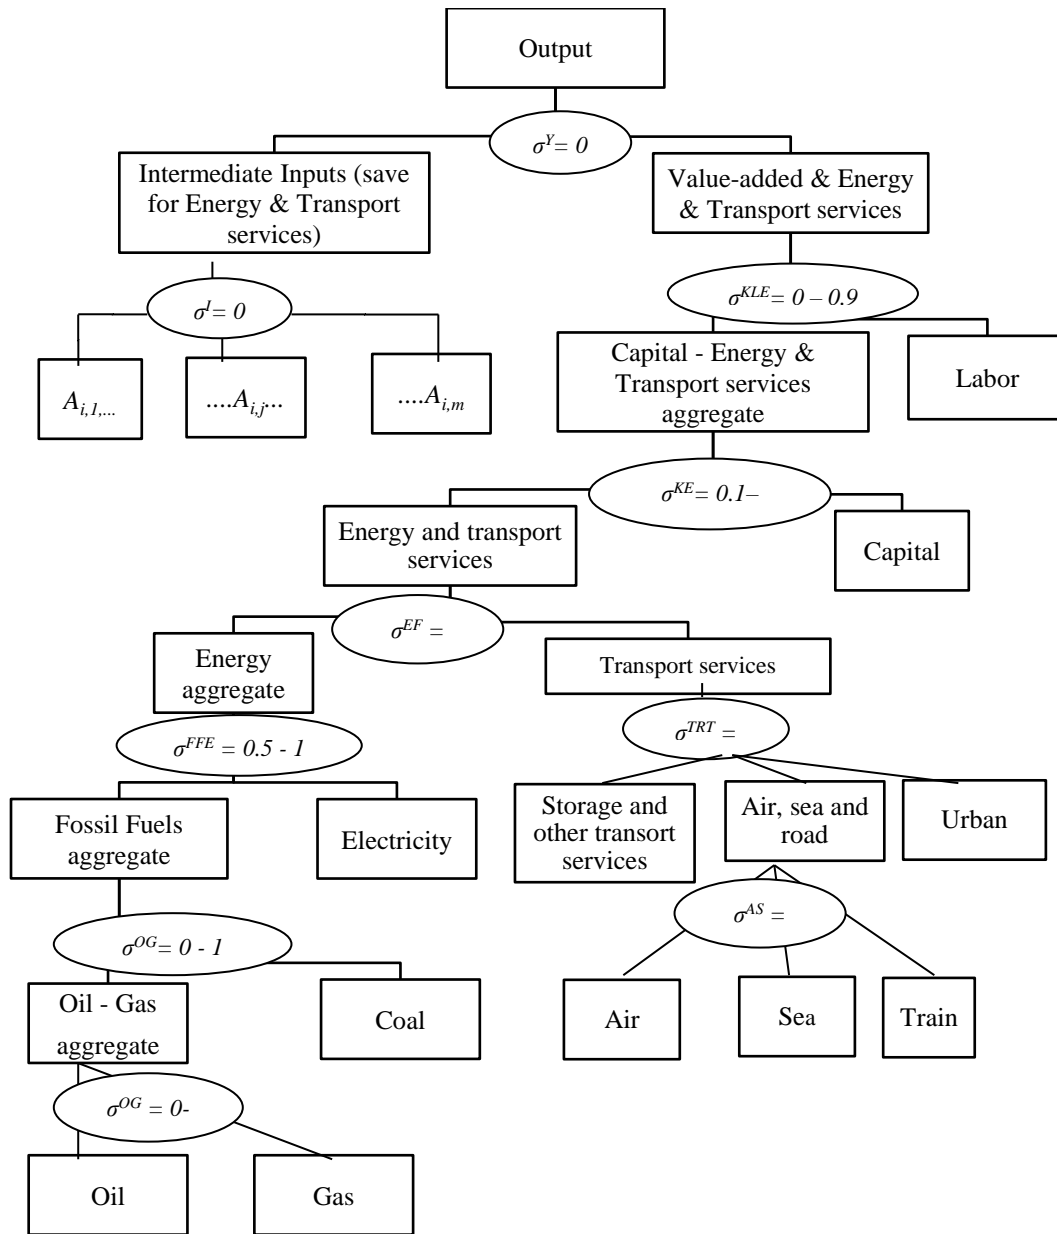 Output
σY= 0
Intermediate Inputs (save
for Energy & Transport
services)
Value-added & Energy
& Transport services
σI= 0
σKLE= 0 – 0.9
Ai,1,...
....Ai,j...
....Ai,m
Capital - Energy &
Transport services
aggregate
Labor
σKE= 0.1–
Energy and transport
services
Capital
σEF =
Energy
aggregate
Transport services
σFFE = 0.5 - 1
σTRT =
Fossil Fuels
aggregate
Electricity
Storage and
other transort
services
Air, sea and
road
Urban
σOG= 0 - 1
σAS =
Oil - Gas
aggregate
Coal
Air
Sea
Train
σOG = 0-
Oil
Gas